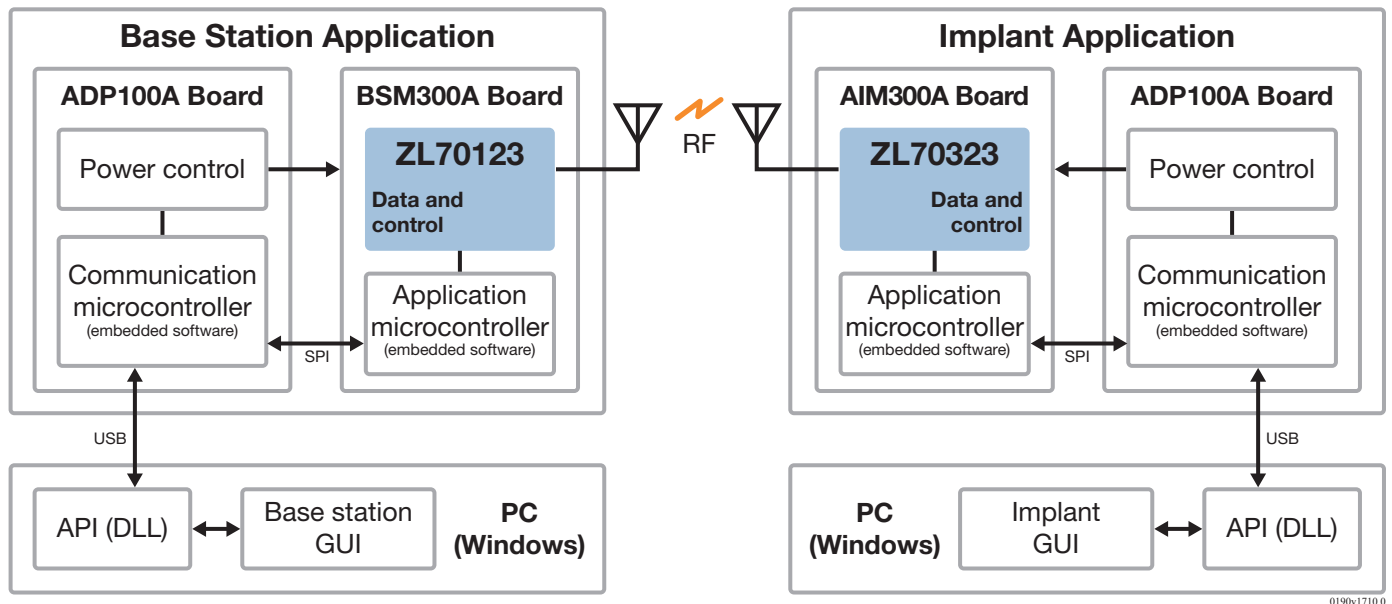 Base Station Application
ADP100A Board
Power control
Communication
microcontroller
(embedded software)
BSM300A Board
ZL70123
Data and
control
Application
microcontroller
(embedded software)
SPI
RF
Implant Application
AIM300A Board
ZL70323
Data and
control
Application
microcontroller
(embedded software)
ADP100A Board
Power control
Communication
microcontroller
(embedded software)
SPI
USB
API (DLL)
Base station
GUI
PC
(Windows)
USB
PC
(Windows)
Implant
GUI
API (DLL)
0190v1710.0